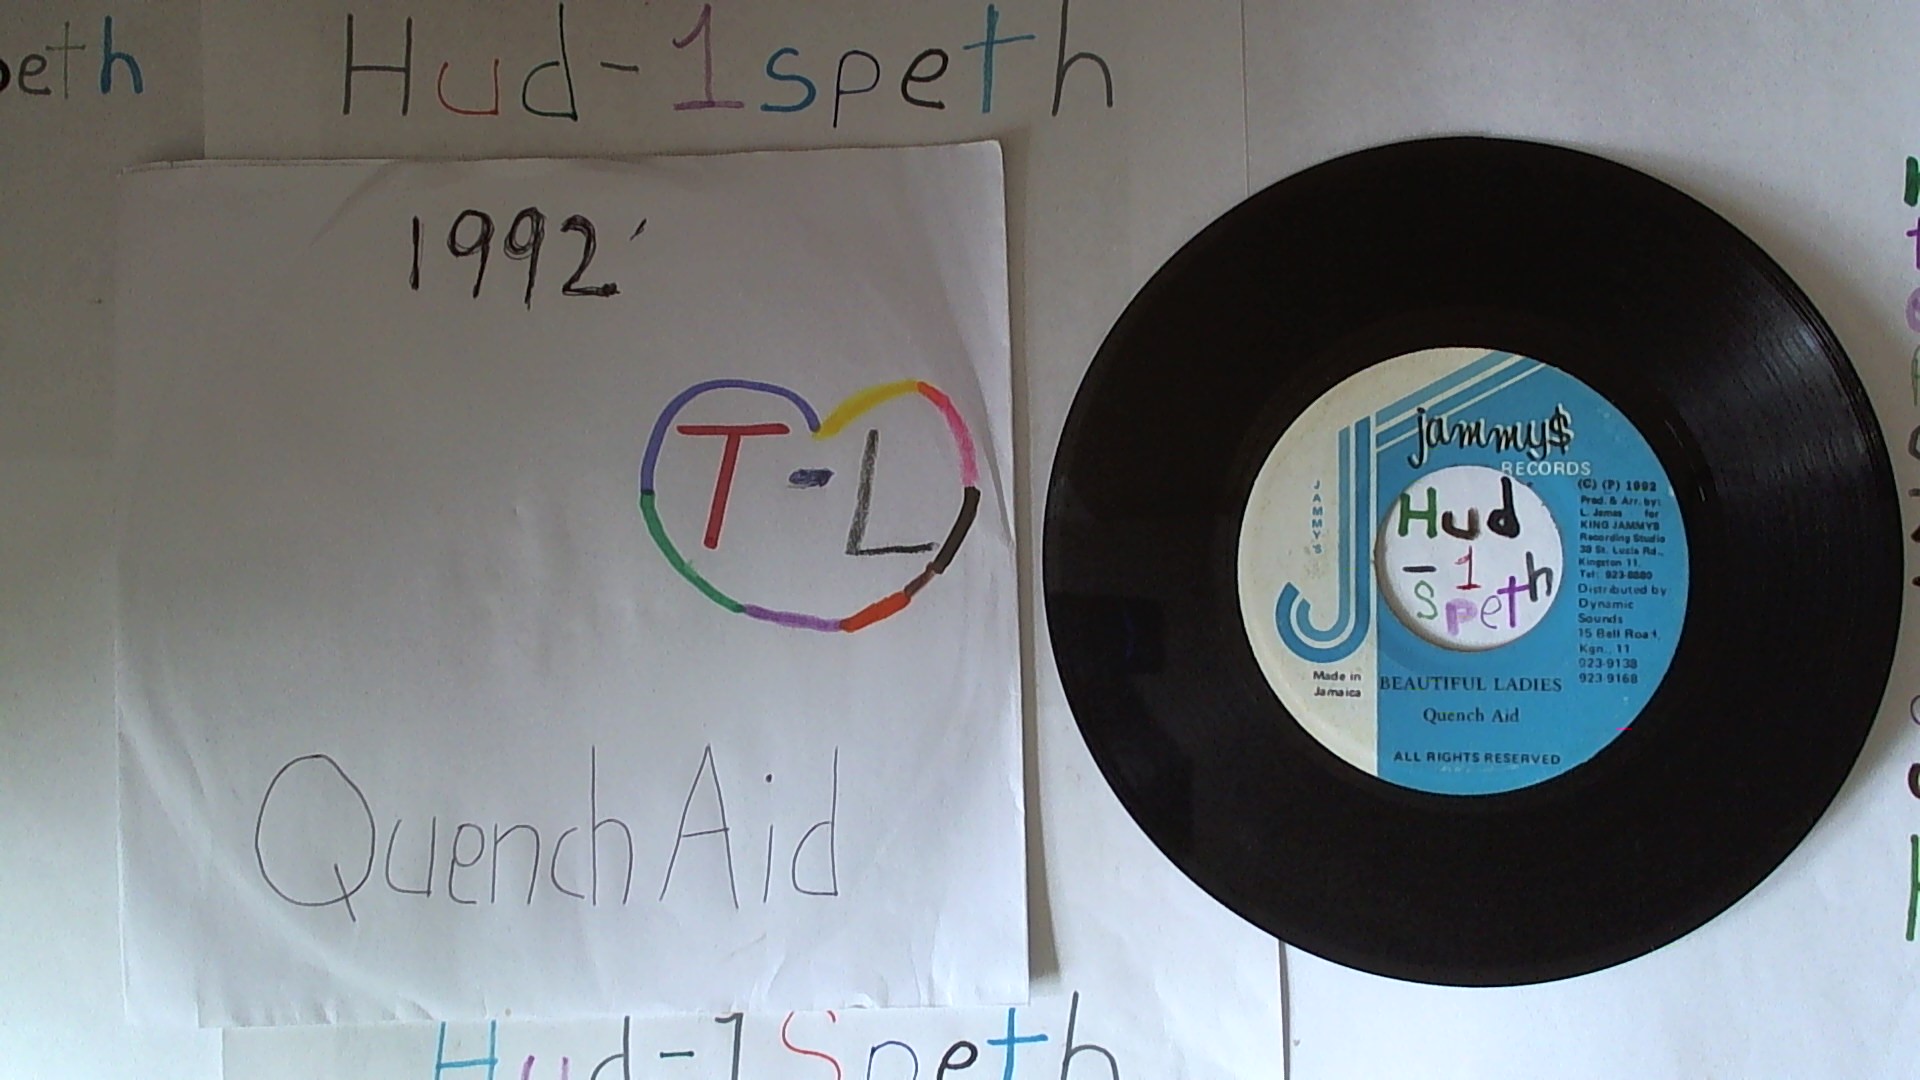 peth
Hud-1speth
1992'
T-L
Quench Aid
Hud-1Speth
jammy$
RECORDS
JAMMY'S
Hud
-1
Speth
(C) (P) 1992
Prod. & Arr. by:
L. James for
KING JAMMYS
Recording Studio
38 St. Lucia Rd.,
Kingston 11.
Tel: 923-8880
Distributed by
Dynamic
Sounds
15 Bell Road,
Kgn., 11
923-9138
923 9168
Made in
Jamaica
BEAUTIFUL LADIES
Quench Aid
ALL RIGHTS RESERVED